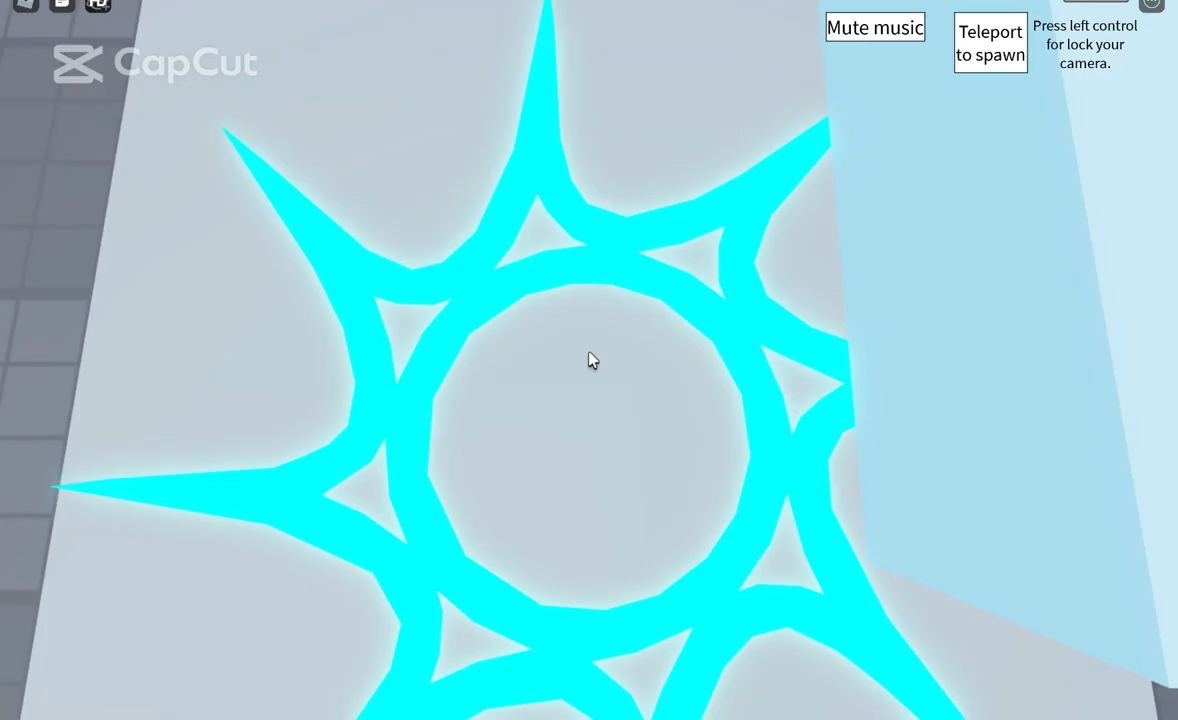 CapCut
Mute music
Teleport
to spawn
Press left control
for lock your
camera.